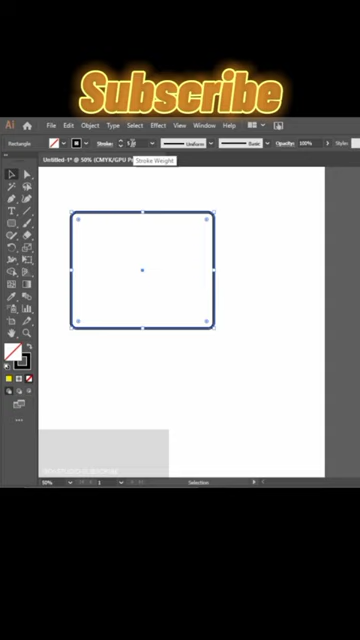 Subscribe
Ai File Edit Object Type Select Effect View Window Help
Rectangle Stroke: Uniform Basic Opacity: 100%
Untitled-1* @ 50% (CMYK/GPU P
Stroke Weight
50% 1 Selection